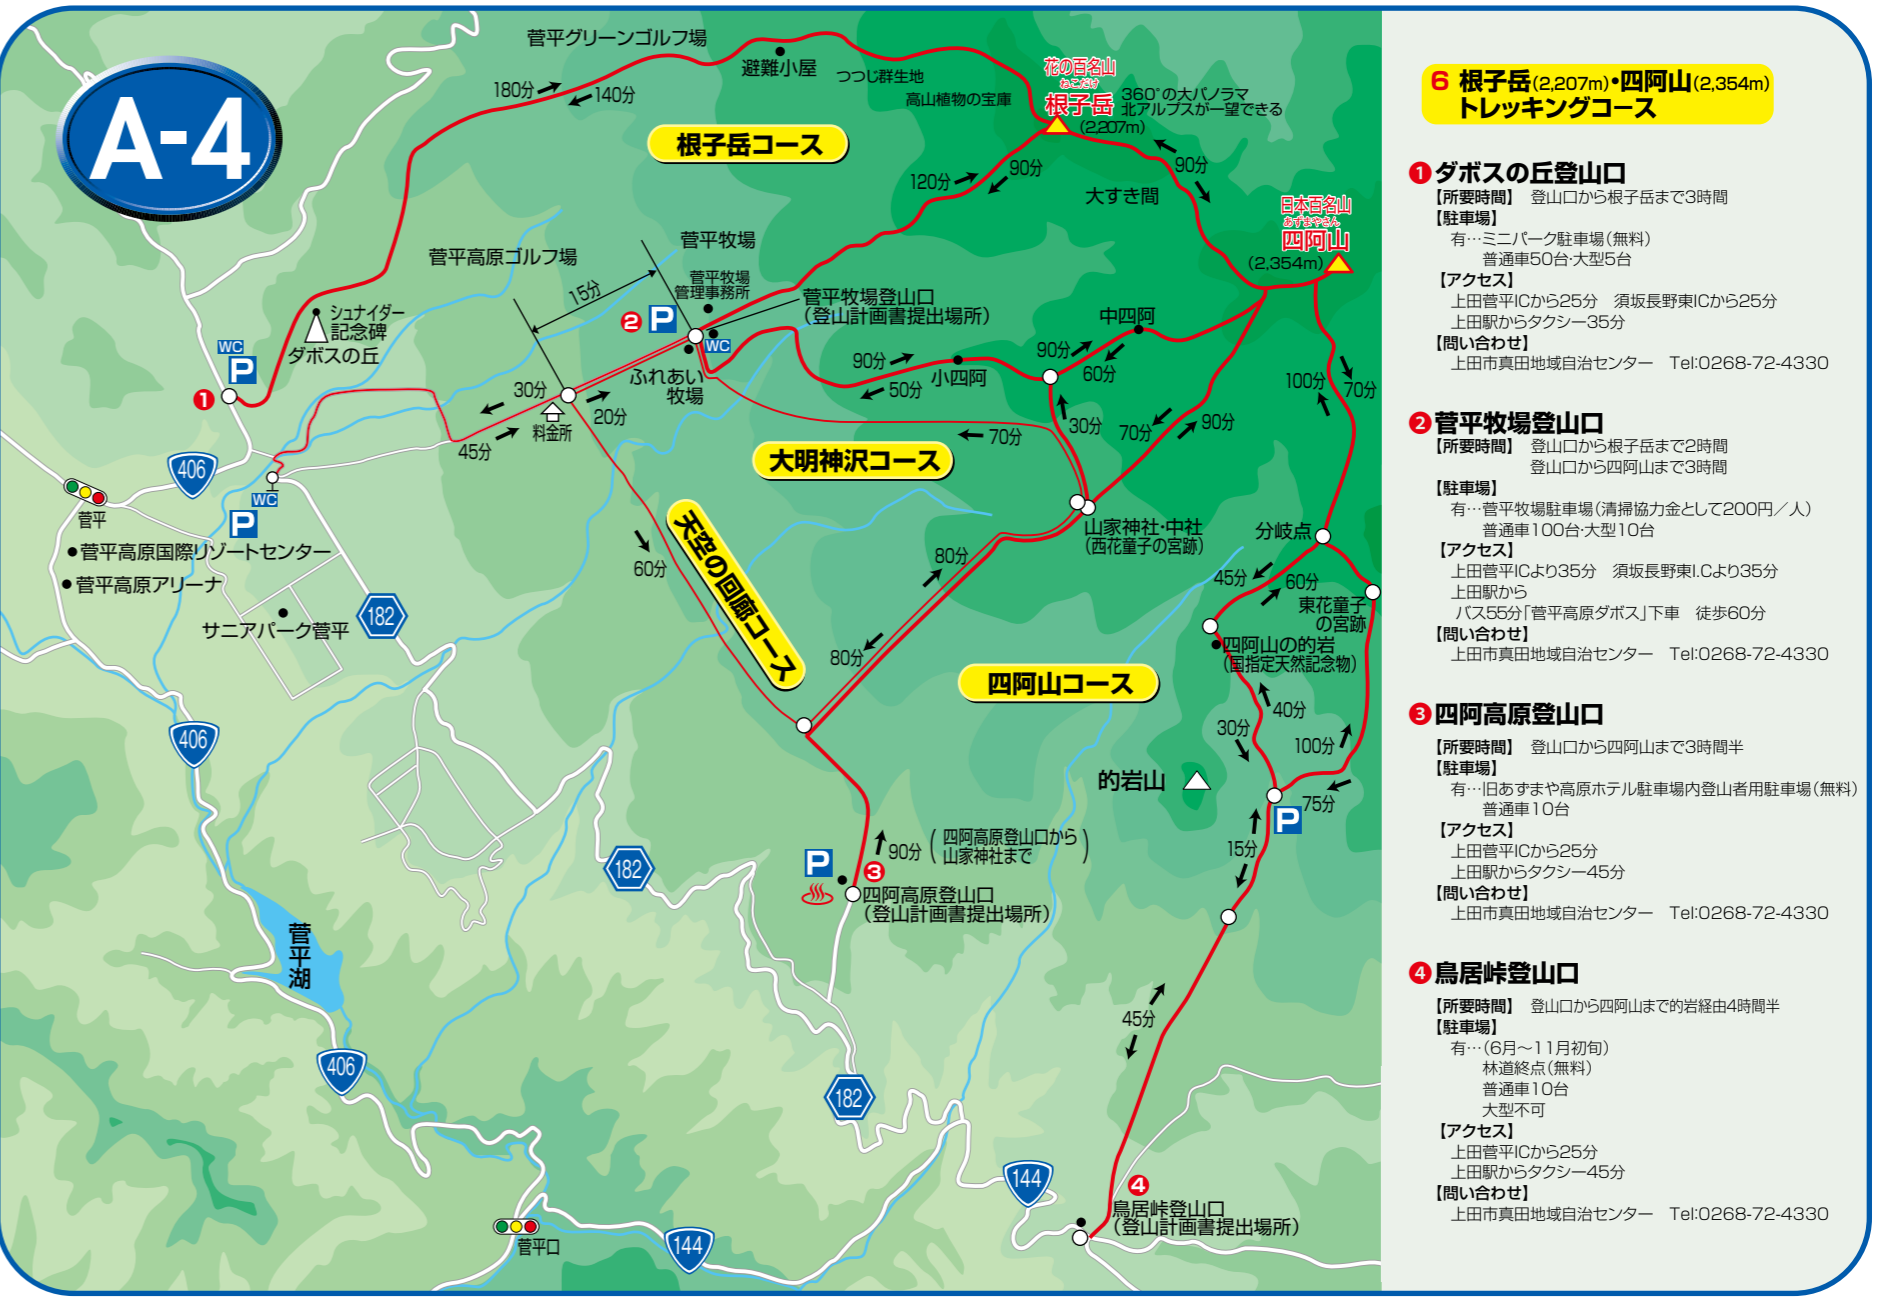 A-4
菅平グリーンゴルフ場
避難小屋
つつじ群生地
高山植物の宝庫
花の百名山
ねこだけ
根子岳
(2,207m)
360°の大パノラマ
北アルプスが一望できる
180分
140分
根子岳コース
120分
90分
90分
大すき間
日本百名山
あずまやさん
四阿山
(2,354m)
菅平高原ゴルフ場
菅平牧場
15分
菅平牧場
管理事務所
菅平牧場登山口
(登山計画書提出場所)
2
P
WC
ふれあい
牧場
シュナイダー
記念碑
ダボスの丘
WC
P
1
30分
20分
料金所
45分
90分
50分
小四阿
中四阿
90分
60分
30分
70分
70分
90分
100分
70分
大明神沢コース
406
菅平
WC
P
菅平高原国際リゾートセンター
菅平高原アリーナ
サニアパーク菅平
182
60分
天空の回廊コース
80分
80分
山家神社・中社
(西花童子の宮跡)
分岐点
45分
60分
東花童子
の宮跡
四阿山の的岩
(国指定天然記念物)
四阿山コース
40分
30分
100分
75分
的岩山
P
15分
406
182
P
90分
(四阿高原登山口から
山家神社まで)
3
四阿高原登山口
(登山計画書提出場所)
菅平湖
45分
406
182
144
4
鳥居峠登山口
(登山計画書提出場所)
菅平口
144
6 根子岳(2,207m)・四阿山(2,354m)
トレッキングコース
1 ダボスの丘登山口
【所要時間】 登山口から根子岳まで3時間
【駐車場】
有…ミニパーク駐車場(無料)
普通車50台・大型5台
【アクセス】
上田菅平ICから25分 須坂長野東ICから25分
上田駅からタクシー35分
【問い合わせ】
上田市真田地域自治センター Tel:0268-72-4330
2 菅平牧場登山口
【所要時間】 登山口から根子岳まで2時間
登山口から四阿山まで3時間
【駐車場】
有…菅平牧場駐車場(清掃協力金として200円/人)
普通車100台・大型10台
【アクセス】
上田菅平ICより35分 須坂長野東I.Cより35分
上田駅から
バス55分「菅平高原ダボス」下車 徒歩60分
【問い合わせ】
上田市真田地域自治センター Tel:0268-72-4330
3 四阿高原登山口
【所要時間】 登山口から四阿山まで3時間半
【駐車場】
有…旧あずまや高原ホテル駐車場内登山者用駐車場(無料)
普通車10台
【アクセス】
上田菅平ICから25分
上田駅からタクシー45分
【問い合わせ】
上田市真田地域自治センター Tel:0268-72-4330
4 鳥居峠登山口
【所要時間】 登山口から四阿山まで的岩経由4時間半
【駐車場】
有…(6月〜11月初旬)
林道終点(無料)
普通車10台
大型不可
【アクセス】
上田菅平ICから25分
上田駅からタクシー45分
【問い合わせ】
上田市真田地域自治センター Tel:0268-72-4330